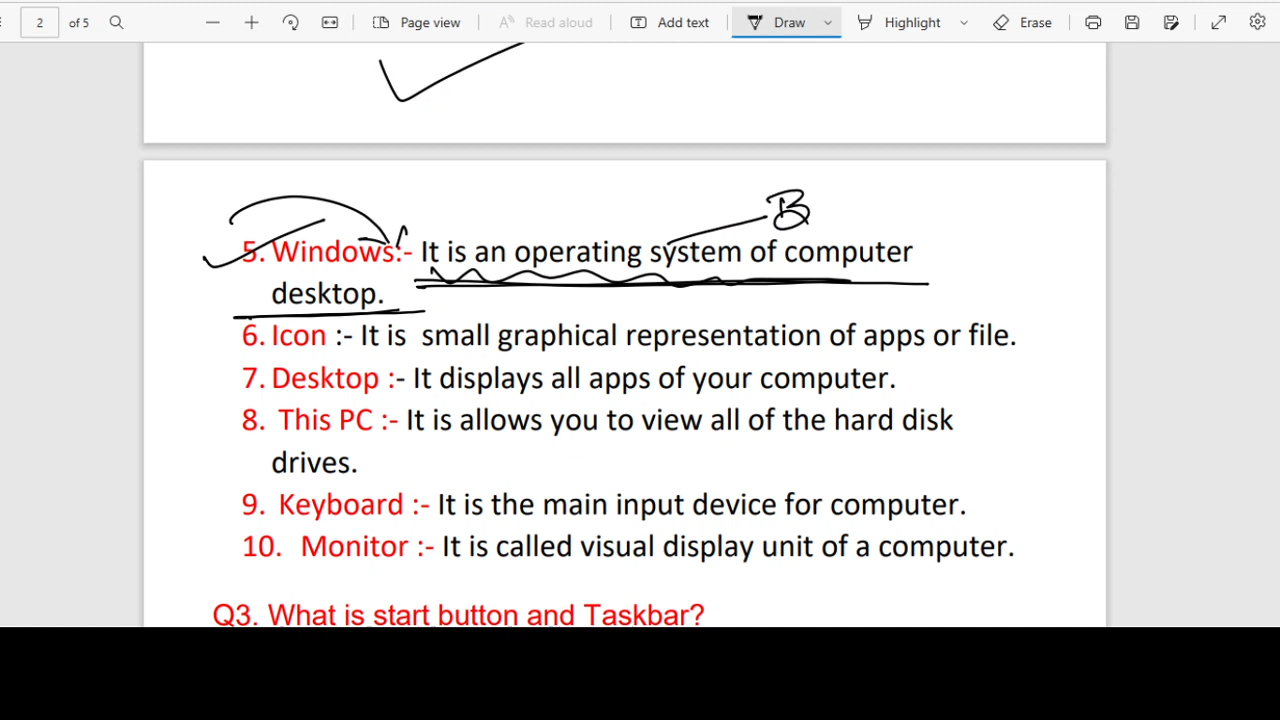 2 of 5 Page view Read aloud Add text Draw Highlight Erase
B
5. Windows:- It is an operating system of computer
desktop.
6. Icon :- It is small graphical representation of apps or file.
7. Desktop :- It displays all apps of your computer.
8. This PC :- It is allows you to view all of the hard disk
drives.
9. Keyboard :- It is the main input device for computer.
10. Monitor :- It is called visual display unit of a computer.
Q3. What is start button and Taskbar?